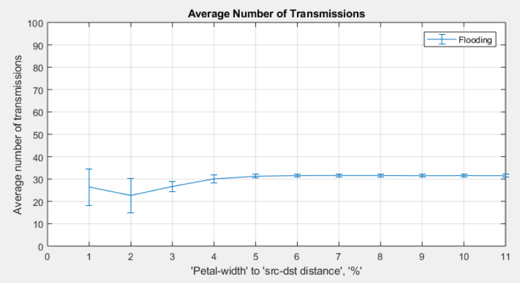 Average Number of Transmissions
Flooding
Average number of transmissions
100
90
80
70
60
50
40
30
20
10
0
0 1 2 3 4 5 6 7 8 9 10 11
'Petal-width' to 'src-dst distance', '%'